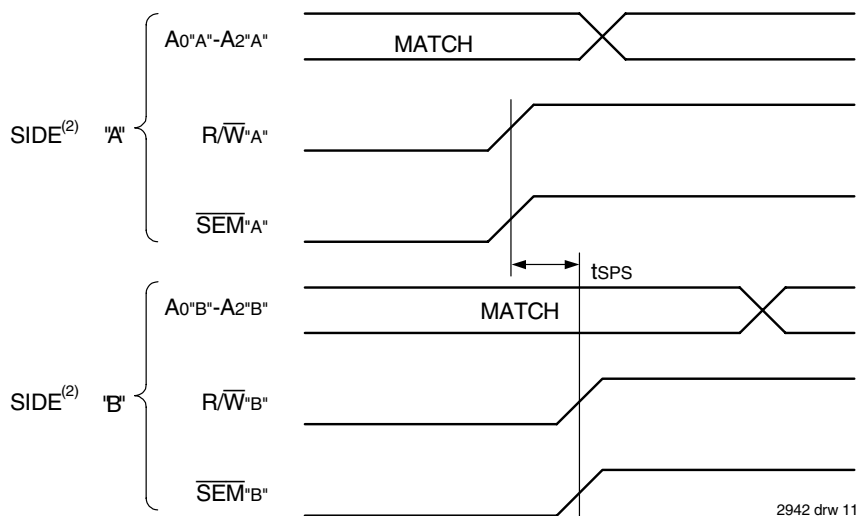 A0"A"-A2"A"
MATCH
SIDE(2) "A"
R/W"A"
SEM"A"
tSPS
A0"B"-A2"B"
MATCH
SIDE(2) "B"
R/W"B"
SEM"B"
2942 drw 11